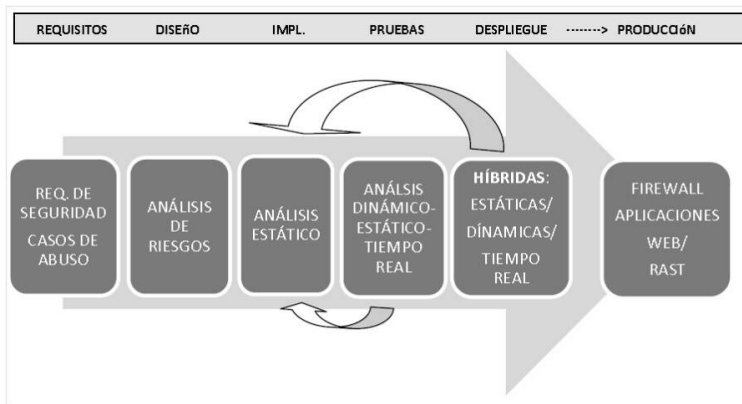 REQUISITOS DISEñO IMPL. PRUEBAS DESPLIEGUE --------> PRODUCCIóN
REQ. DE
SEGURIDAD
CASOS DE
ABUSO
ANÁLISIS
DE
RIESGOS
ANÁLISIS
ESTÁTICO
ANÁLSIS
DINÁMICO-
ESTÁTICO-
TIEMPO
REAL
HÍBRIDAS:
ESTÁTICAS/
DÍNAMICAS/
TIEMPO
REAL
FIREWALL
APLICACIONES
WEB/
RAST